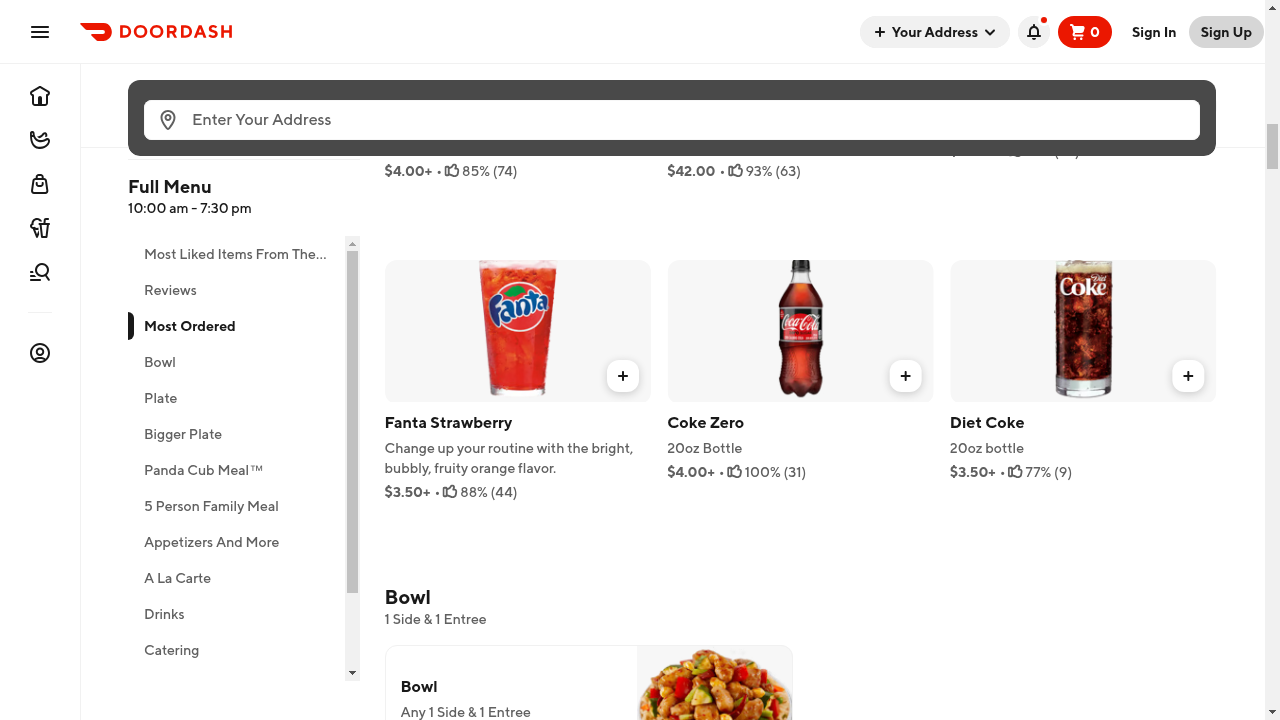 DOORDASH
Your Address
0
Sign In
Sign Up
Enter Your Address
$4.00+ • 85% (74)
$42.00 • 93% (63)
Full Menu
10:00 am - 7:30 pm
Most Liked Items From The...
Reviews
Most Ordered
Bowl
Plate
Bigger Plate
Panda Cub Meal™
5 Person Family Meal
Appetizers And More
A La Carte
Drinks
Catering
Fanta
Coca-Cola
Diet
Coke
Fanta Strawberry
Change up your routine with the bright,
bubbly, fruity orange flavor.
$3.50+ • 88% (44)
Coke Zero
20oz Bottle
$4.00+ • 100% (31)
Diet Coke
20oz bottle
$3.50+ • 77% (9)
Bowl
1 Side & 1 Entree
Bowl
Any 1 Side & 1 Entree